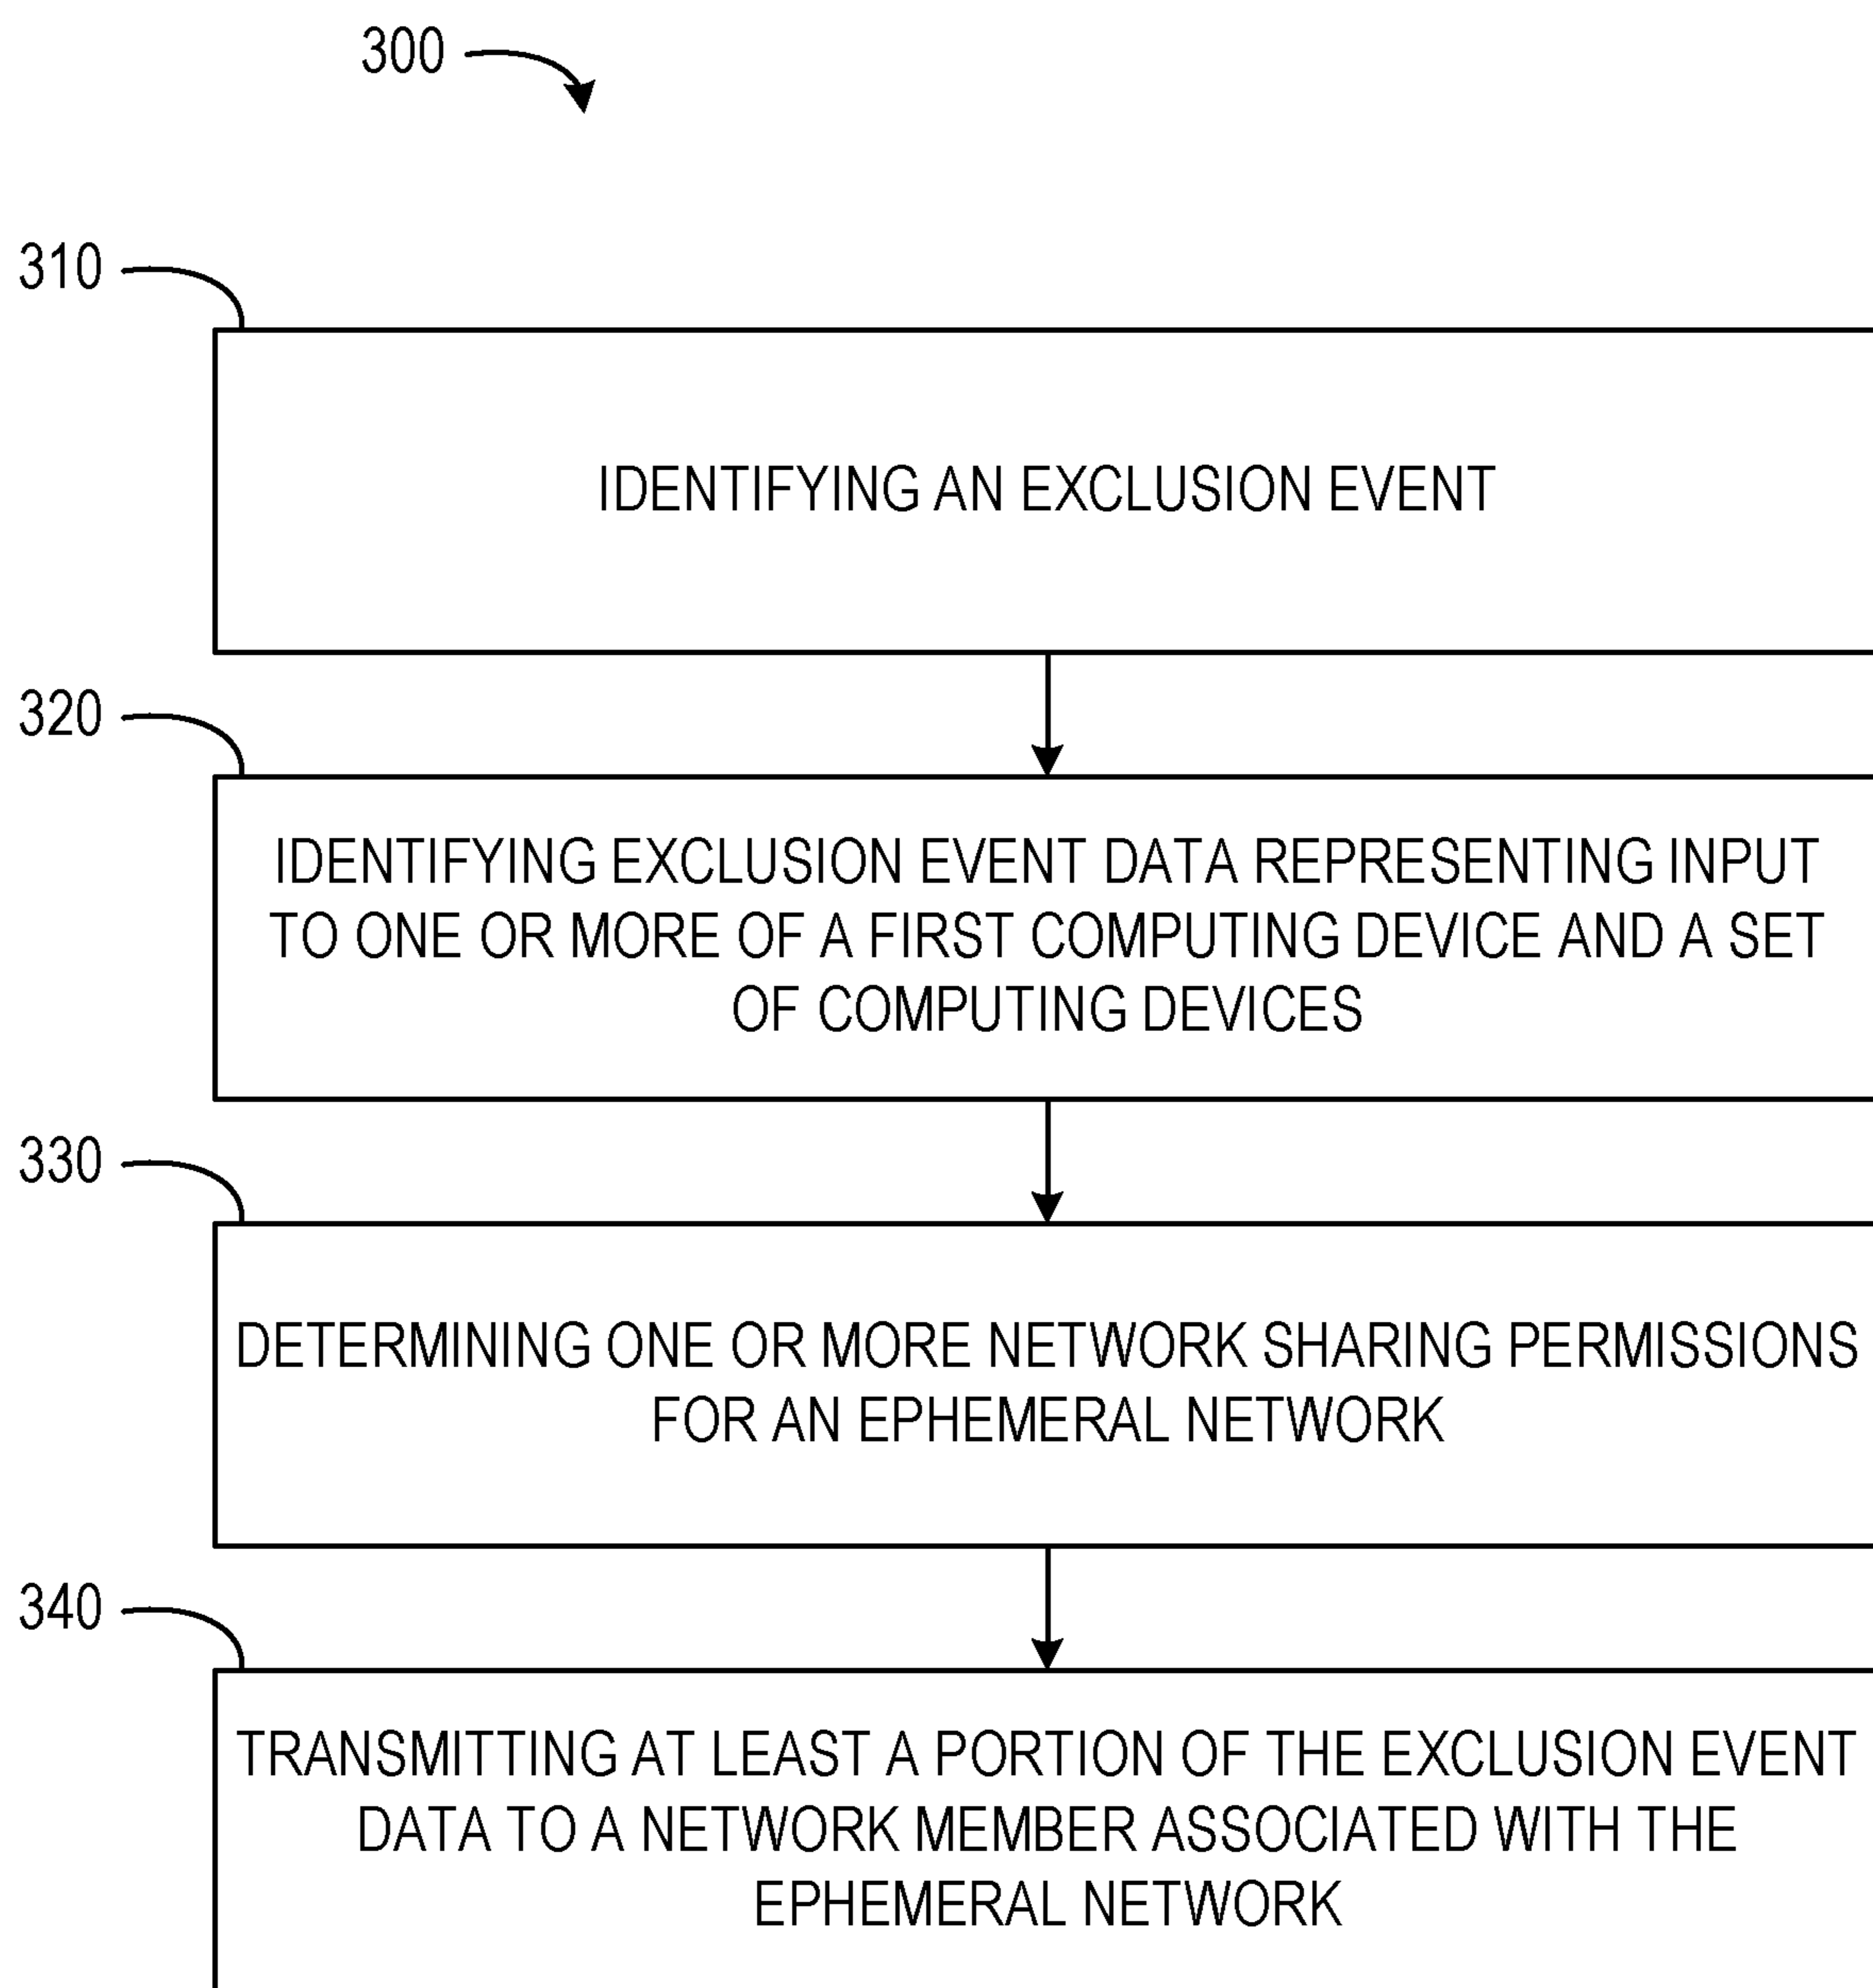 300
310
IDENTIFYING AN EXCLUSION EVENT
320
IDENTIFYING EXCLUSION EVENT DATA REPRESENTING INPUT
TO ONE OR MORE OF A FIRST COMPUTING DEVICE AND A SET
OF COMPUTING DEVICES
330
DETERMINING ONE OR MORE NETWORK SHARING PERMISSIONS
FOR AN EPHEMERAL NETWORK
340
TRANSMITTING AT LEAST A PORTION OF THE EXCLUSION EVENT
DATA TO A NETWORK MEMBER ASSOCIATED WITH THE
EPHEMERAL NETWORK